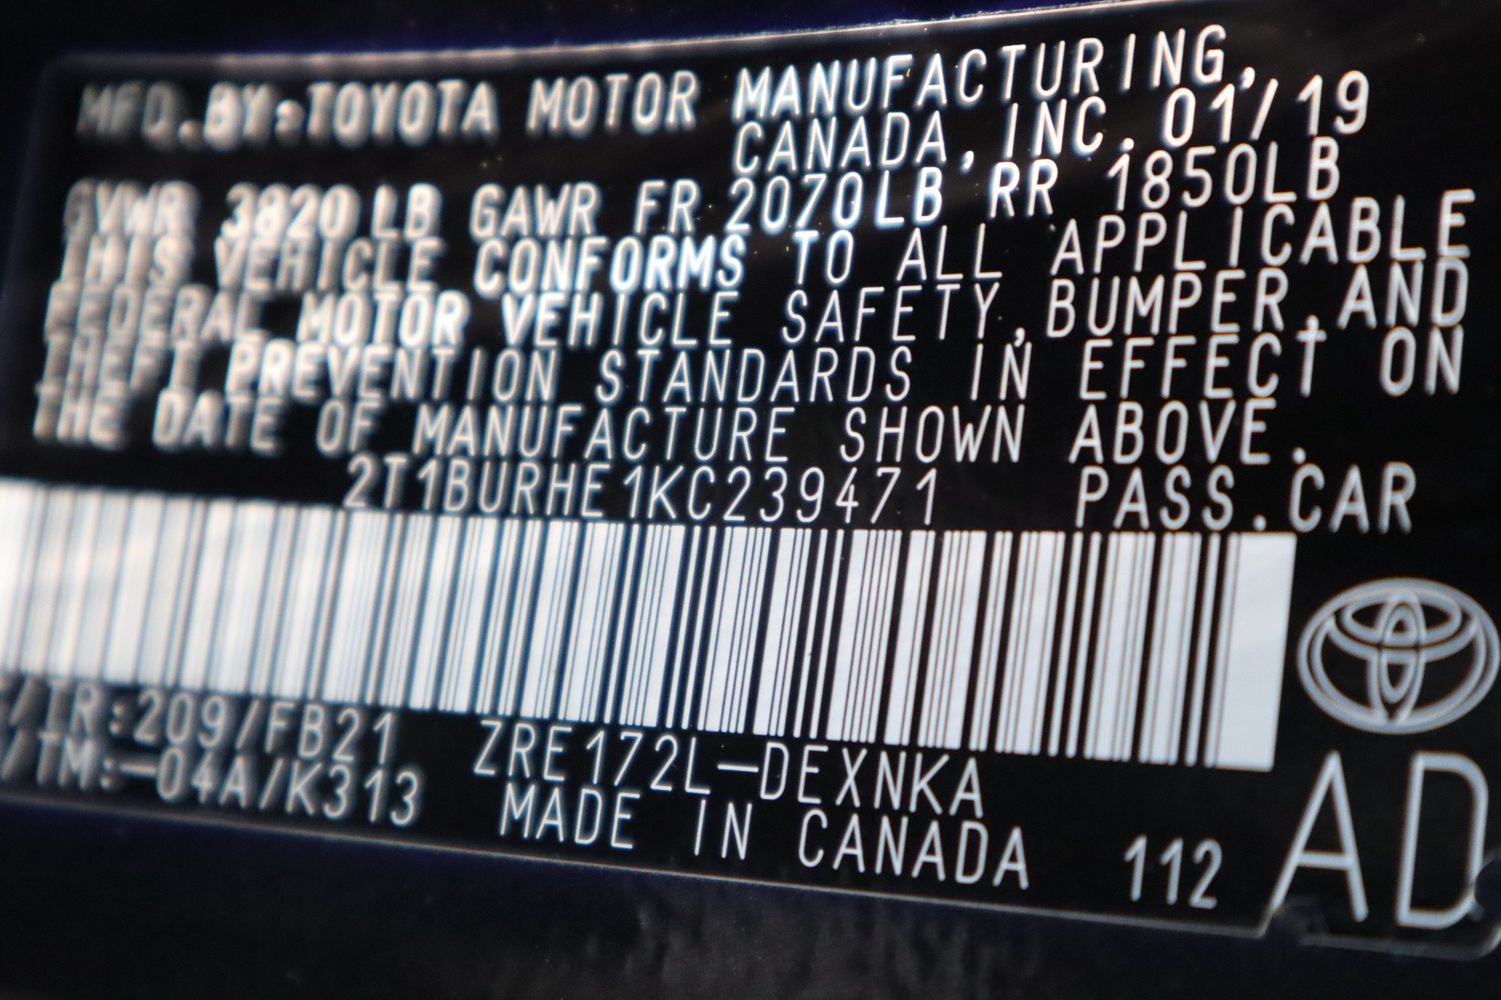 MFD.BY:TOYOTA MOTOR MANUFACTURING,
CANADA,INC. 01/19
GVWR 3820LB GAWR FR 2070LB RR 1850LB
THIS VEHICLE CONFORMS TO ALL APPLICABLE
FEDERAL MOTOR VEHICLE SAFETY,BUMPER,AND
THEFT PREVENTION STANDARDS IN EFFECT ON
THE DATE OF MANUFACTURE SHOWN ABOVE.
2T1BURHE1KC239471 PASS.CAR
/TR:209/FB21 ZRE172L-DEXNKA
/TM:-04A/K313 MADE IN CANADA 112
AD